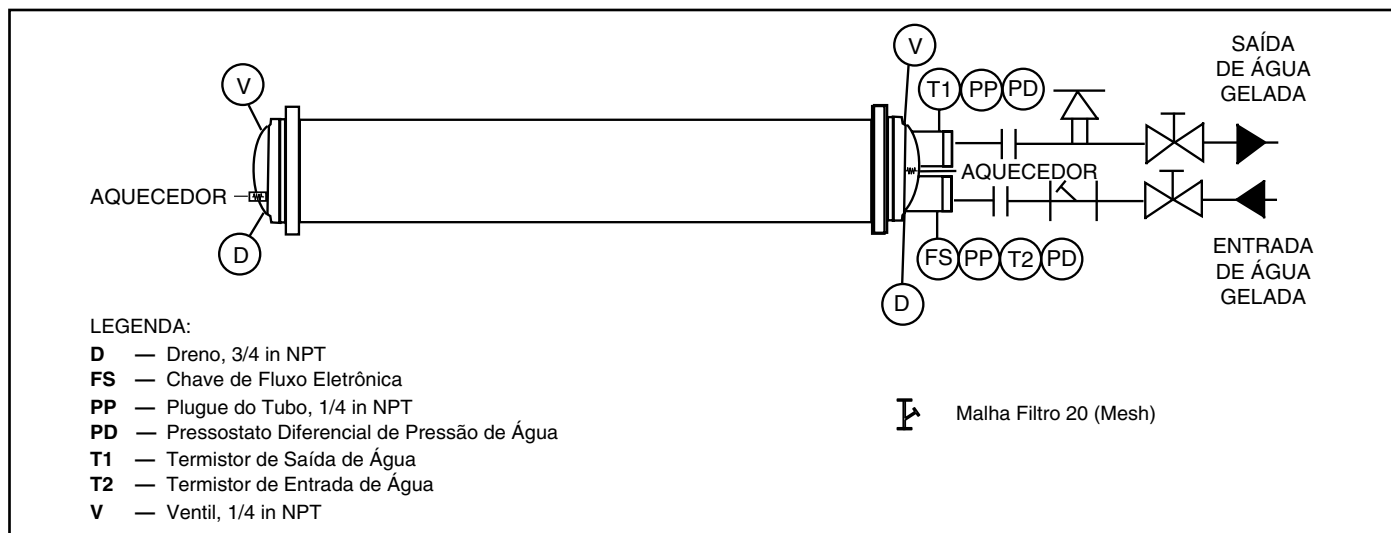 V
V
SAÍDA
DE ÁGUA
GELADA
T1 PP PD
AQUECEDOR
AQUECEDOR
D
FS PP T2 PD
D
ENTRADA
DE ÁGUA
GELADA
LEGENDA:
D — Dreno, 3/4 in NPT
FS — Chave de Fluxo Eletrônica
PP — Plugue do Tubo, 1/4 in NPT
PD — Pressostato Diferencial de Pressão de Água
T1 — Termistor de Saída de Água
T2 — Termistor de Entrada de Água
V — Ventil, 1/4 in NPT
Malha Filtro 20 (Mesh)